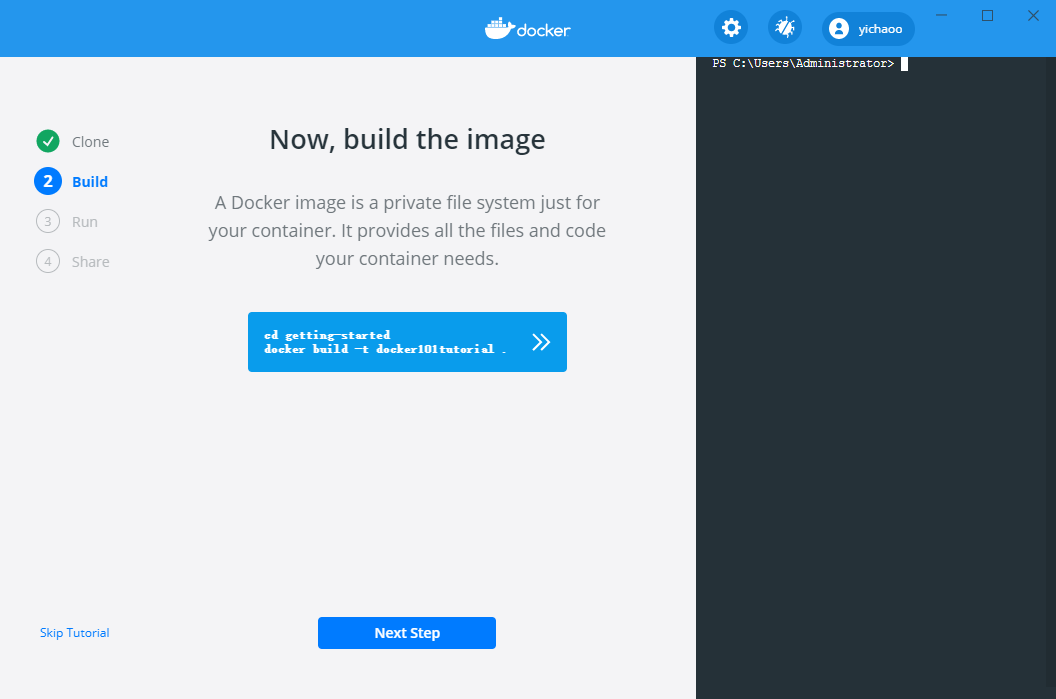 docker
yichaoo
PS C:\Users\Administrator>
Clone
2 Build
3 Run
4 Share
Now, build the image
A Docker image is a private file system just for
your container. It provides all the files and code
your container needs.
cd getting-started
docker build -t docker101tutorial .
Skip Tutorial
Next Step